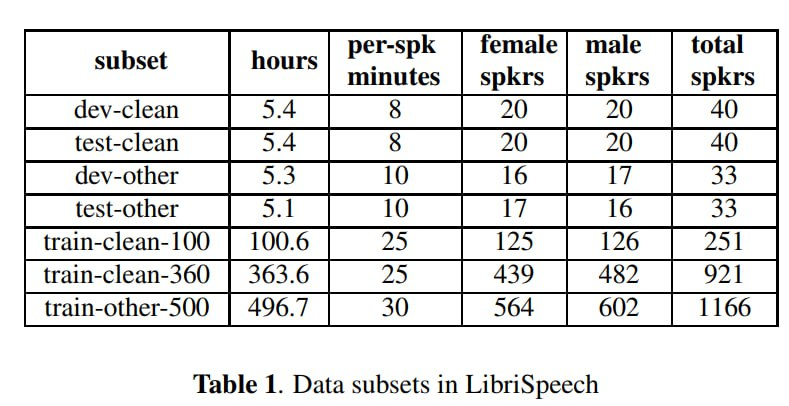 subset hours per-spk minutes female spkrs male spkrs total spkrs
dev-clean 5.4 8 20 20 40
test-clean 5.4 8 20 20 40
dev-other 5.3 10 16 17 33
test-other 5.1 10 17 16 33
train-clean-100 100.6 25 125 126 251
train-clean-360 363.6 25 439 482 921
train-other-500 496.7 30 564 602 1166
Table 1. Data subsets in LibriSpeech